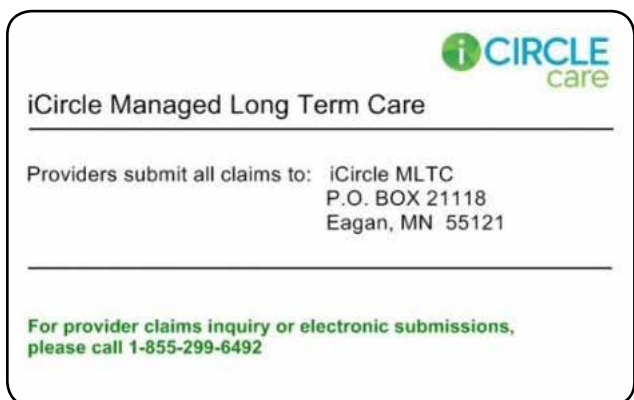 i CIRCLE
care
iCircle Managed Long Term Care
Providers submit all claims to: iCircle MLTC
P.O. BOX 21118
Eagan, MN 55121
For provider claims inquiry or electronic submissions,
please call 1-855-299-6492